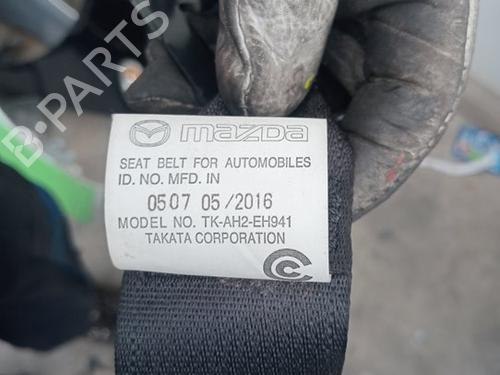 B-PARTS
mazda
SEAT BELT FOR AUTOMOBILES
ID. NO. MFD. IN
0507 05/2016
MODEL NO. TK-AH2-EH941
TAKATA CORPORATION